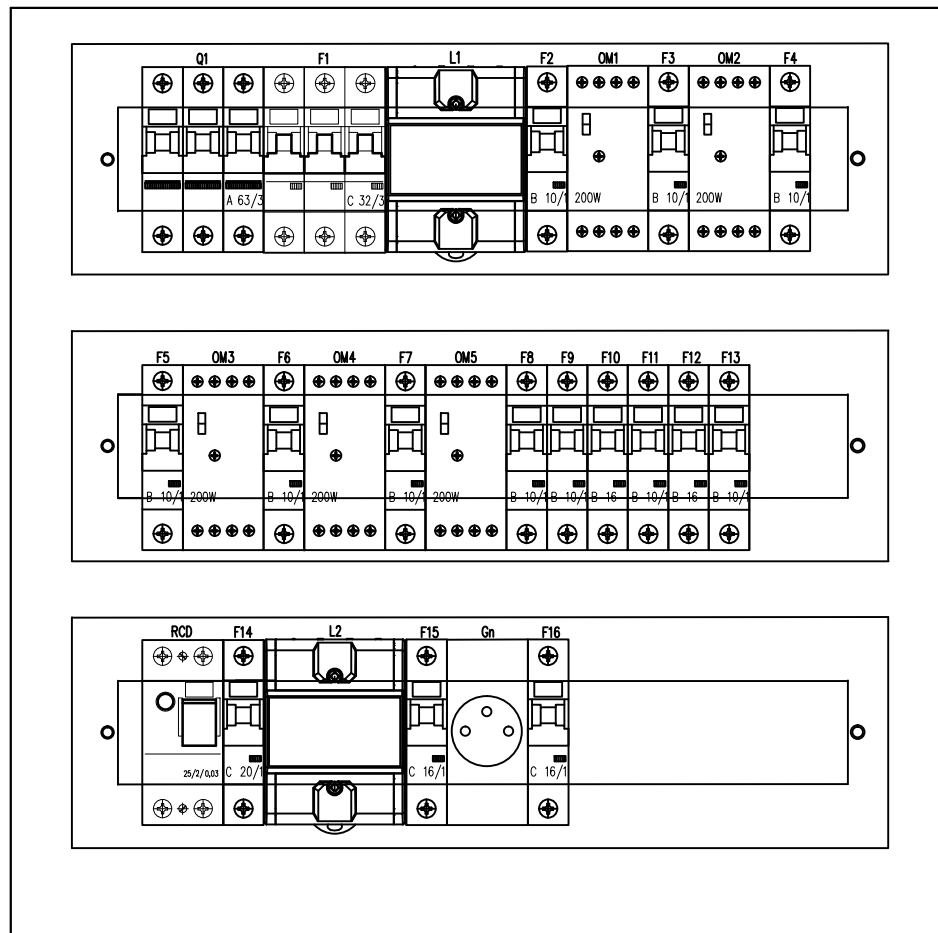 Q1 F1 L1 F2 OM1 F3 OM2 F4
A 63/3 C 32/3 B 10/1 200W B 10/1 200W B 10/1
F5 OM3 F6 OM4 F7 OM5 F8 F9 F10 F11 F12 F13
B 10/1 200W B 10/1 200W B 10/1 200W B 10/1 B 10/1 B 16 B 10/1 B 16 B 10/1
RCD F14 L2 F15 Gn F16
25/2/0,03 C 20/1 C 16/1 C 16/1